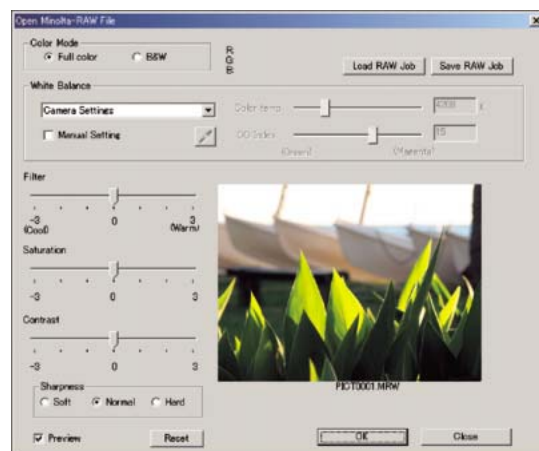 Open Minolta-RAW File
Color Mode
Full color B&W
R:
G:
B:
Load RAW Job Save RAW Job
White Balance
Camera Settings
Color temp. K
Manual Setting
CC Index 15
(Green) (Magenta)
Filter
-3 0 3
(Cool) (Warm)
Saturation
-3 0 3
Contrast
-3 0 3
Sharpness
Soft Normal Hard
PICT0001.MRW
Preview Reset OK Close